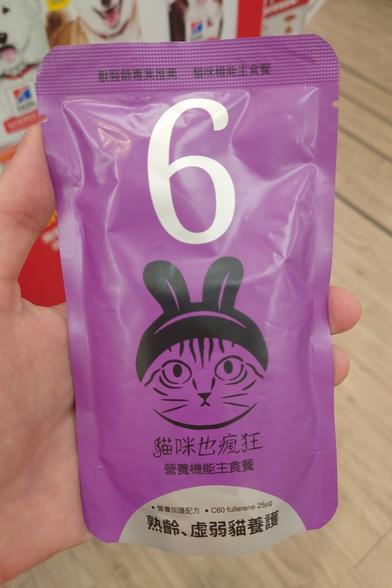 獸醫師專業推薦 貓咪機能主食餐
6
貓咪也瘋狂
營養機能主食餐
•營養加護配方 •C60 fullerene 25μg
熟齡、虛弱貓養護
Hill's